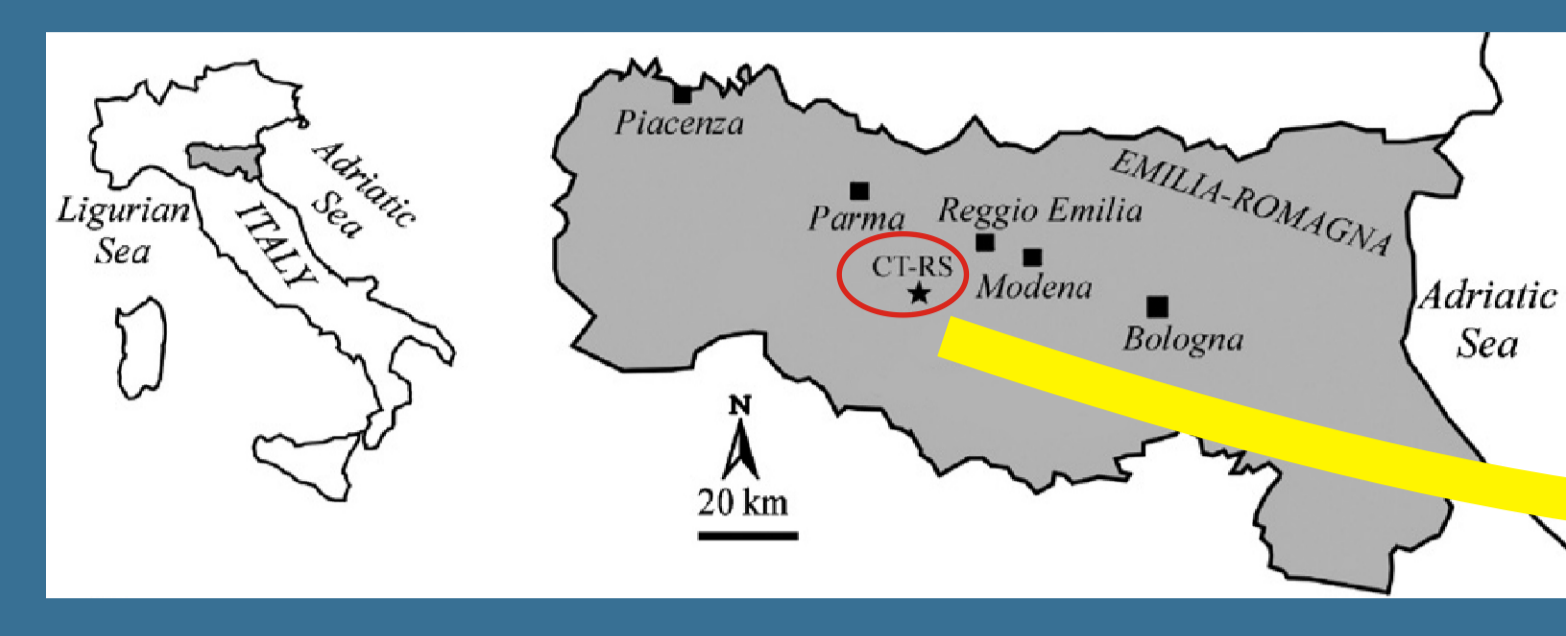 Adriatic
Sea
Ligurian
Sea
ITALY
Piacenza
Parma
Reggio Emilia
EMILIA-ROMAGNA
CT-RS
Modena
Bologna
Adriatic
Sea
N
20 km